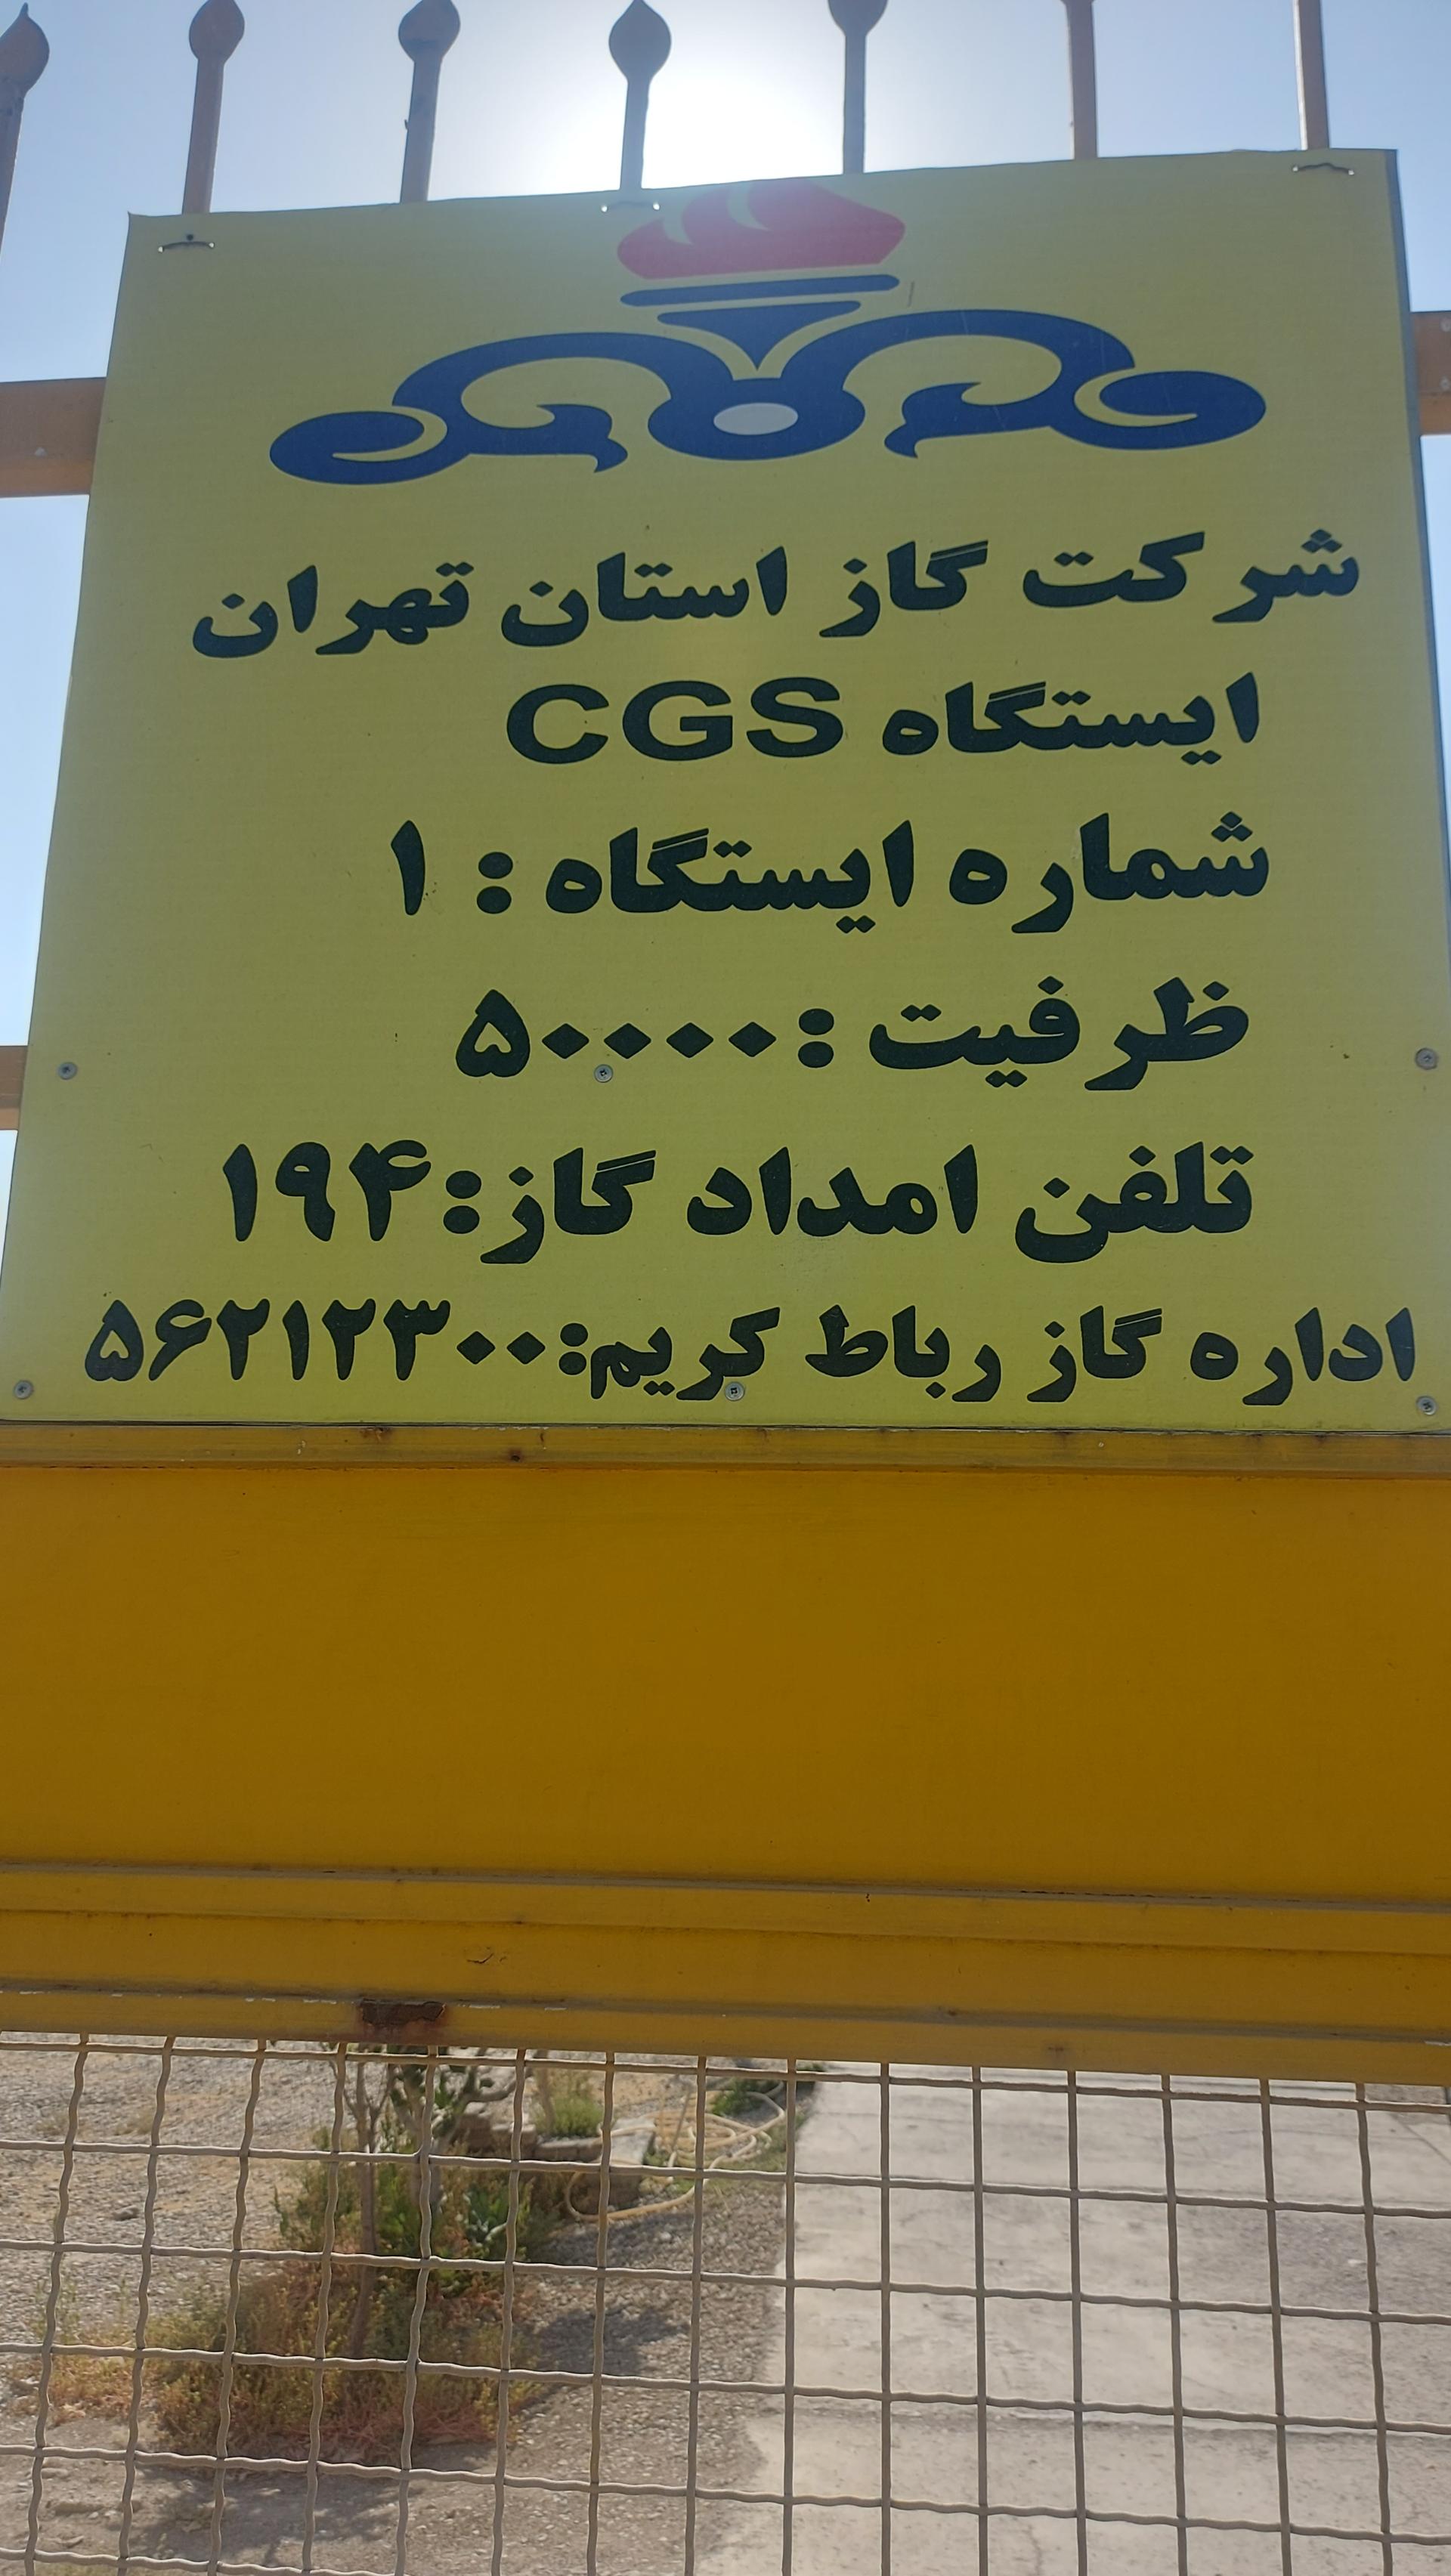 شرکت گاز استان تهران
ایستگاه CGS
شماره ایستگاه : ۱
ظرفیت : ۵۰۰۰۰
تلفن امداد گاز: ۱۹۴
اداره گاز رباط کریم: ۵۶۲۱۲۳۰۰